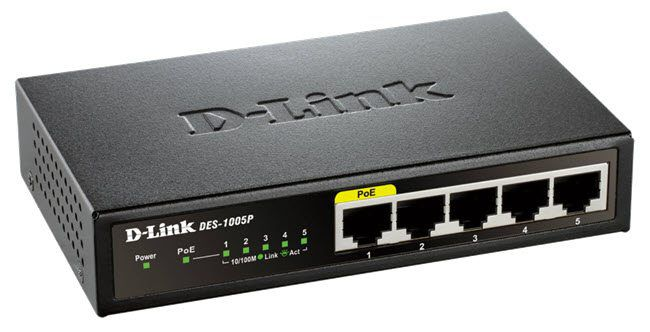 D-Link
PoE
D-Link DES-1005P
Power PoE 1 2 3 4 5
10/100M Link Act
1 2 3 4 5